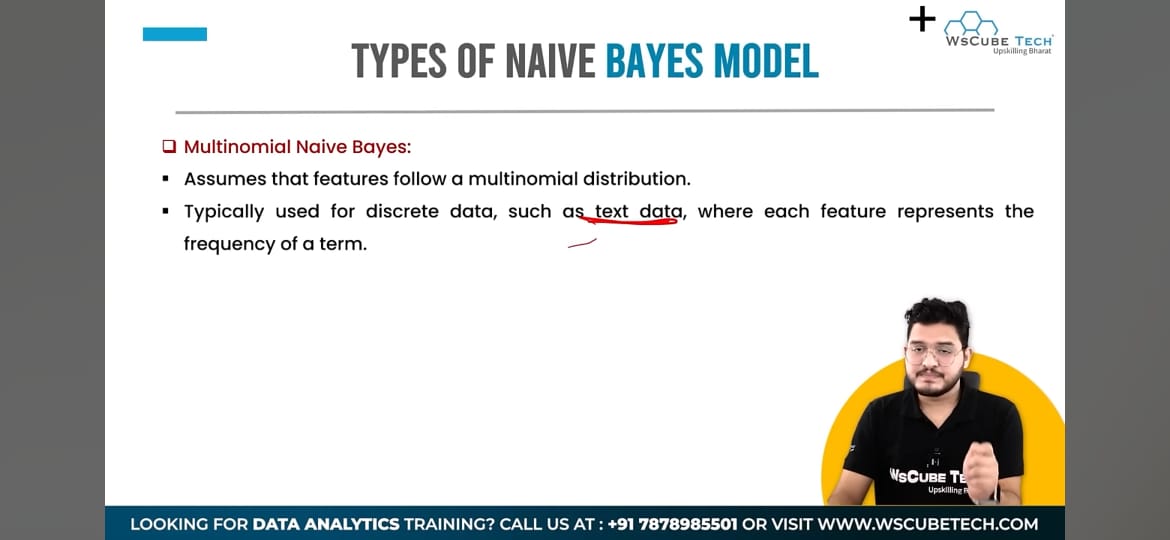 WsCube Tech
Upskilling Bharat
TYPES OF NAIVE BAYES MODEL
Multinomial Naive Bayes:
Assumes that features follow a multinomial distribution.
Typically used for discrete data, such as text data, where each feature represents the
frequency of a term.
WsCube Te
Upskilling
LOOKING FOR DATA ANALYTICS TRAINING? CALL US AT : +91 7878985501 OR VISIT WWW.WSCUBETECH.COM